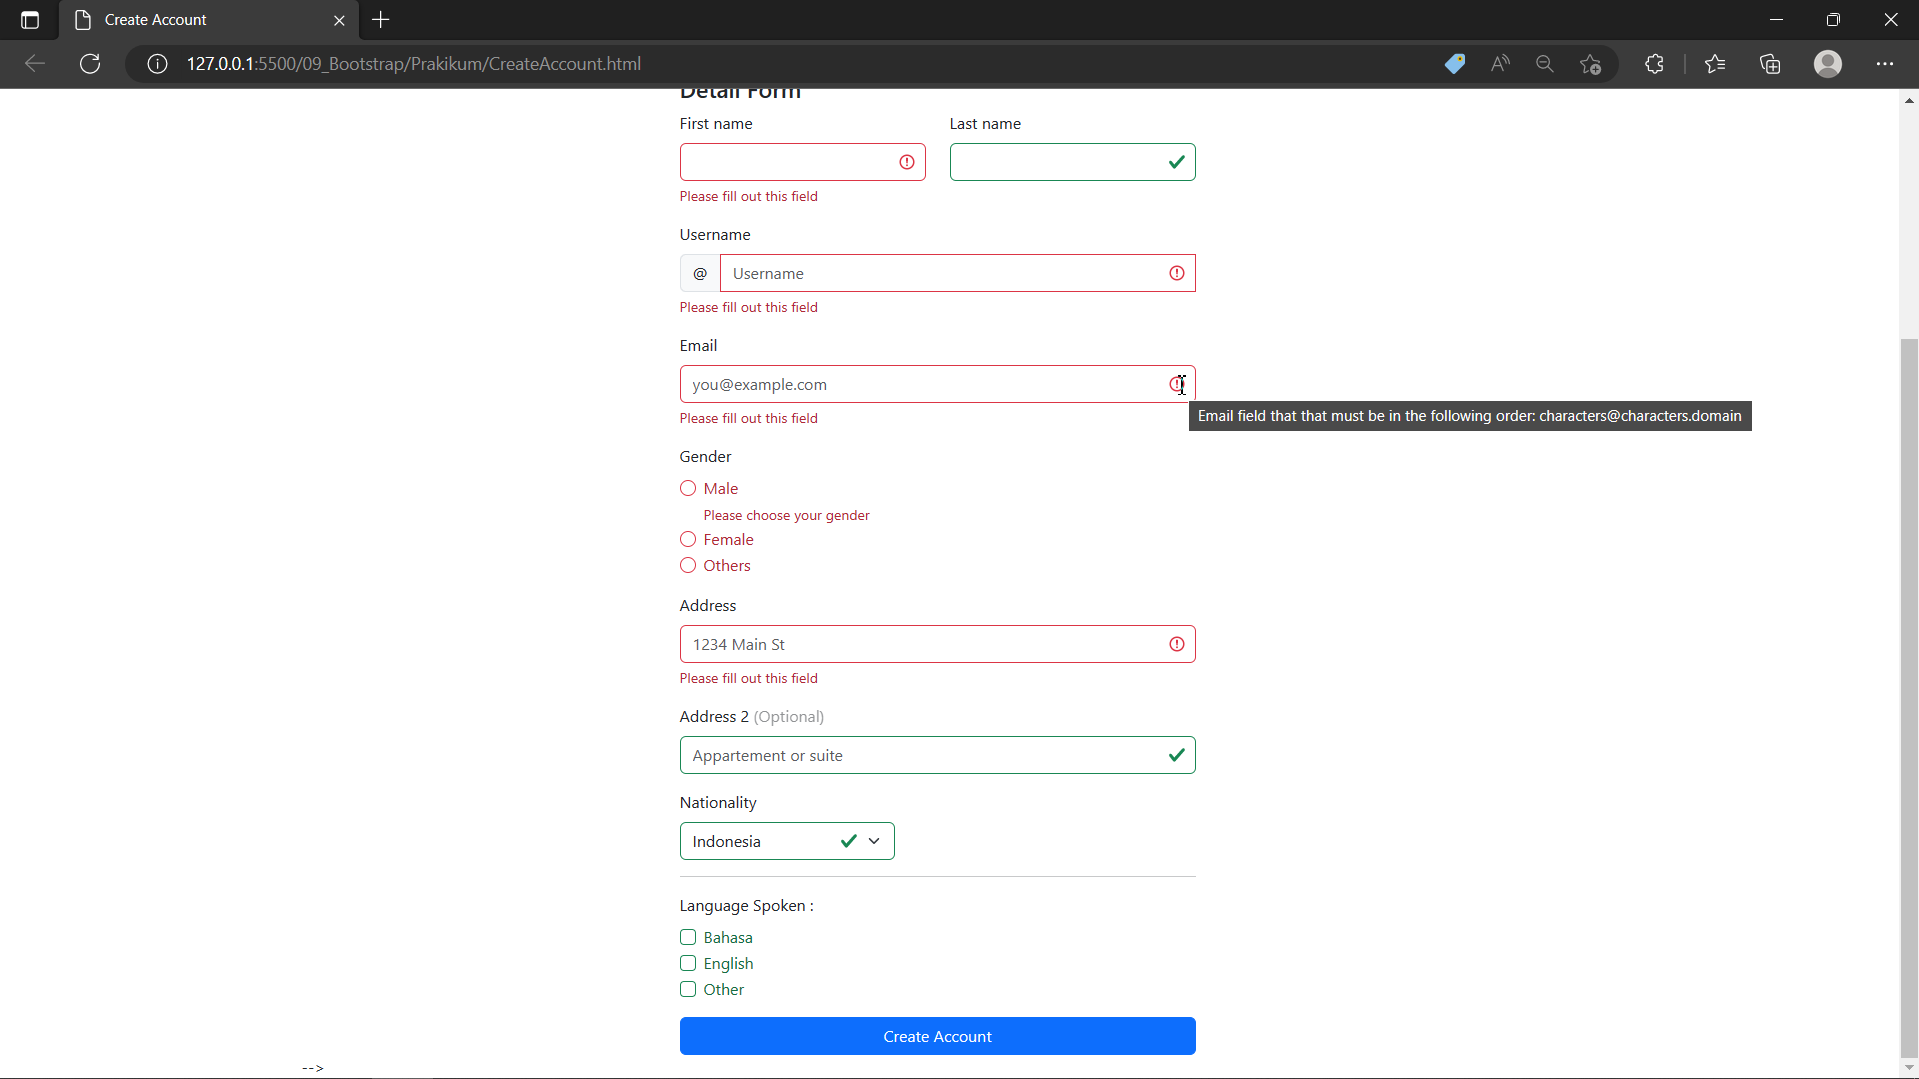 Create Account
127.0.0.1:5500/09_Bootstrap/Prakikum/CreateAccount.html
Detail Form
First name
Last name
Please fill out this field
Username
@
Username
Please fill out this field
Email
you@example.com
Please fill out this field
Email field that that must be in the following order: characters@characters.domain
Gender
Male
Please choose your gender
Female
Others
Address
1234 Main St
Please fill out this field
Address 2 (Optional)
Appartement or suite
Nationality
Indonesia
Language Spoken :
Bahasa
English
Other
Create Account
-->